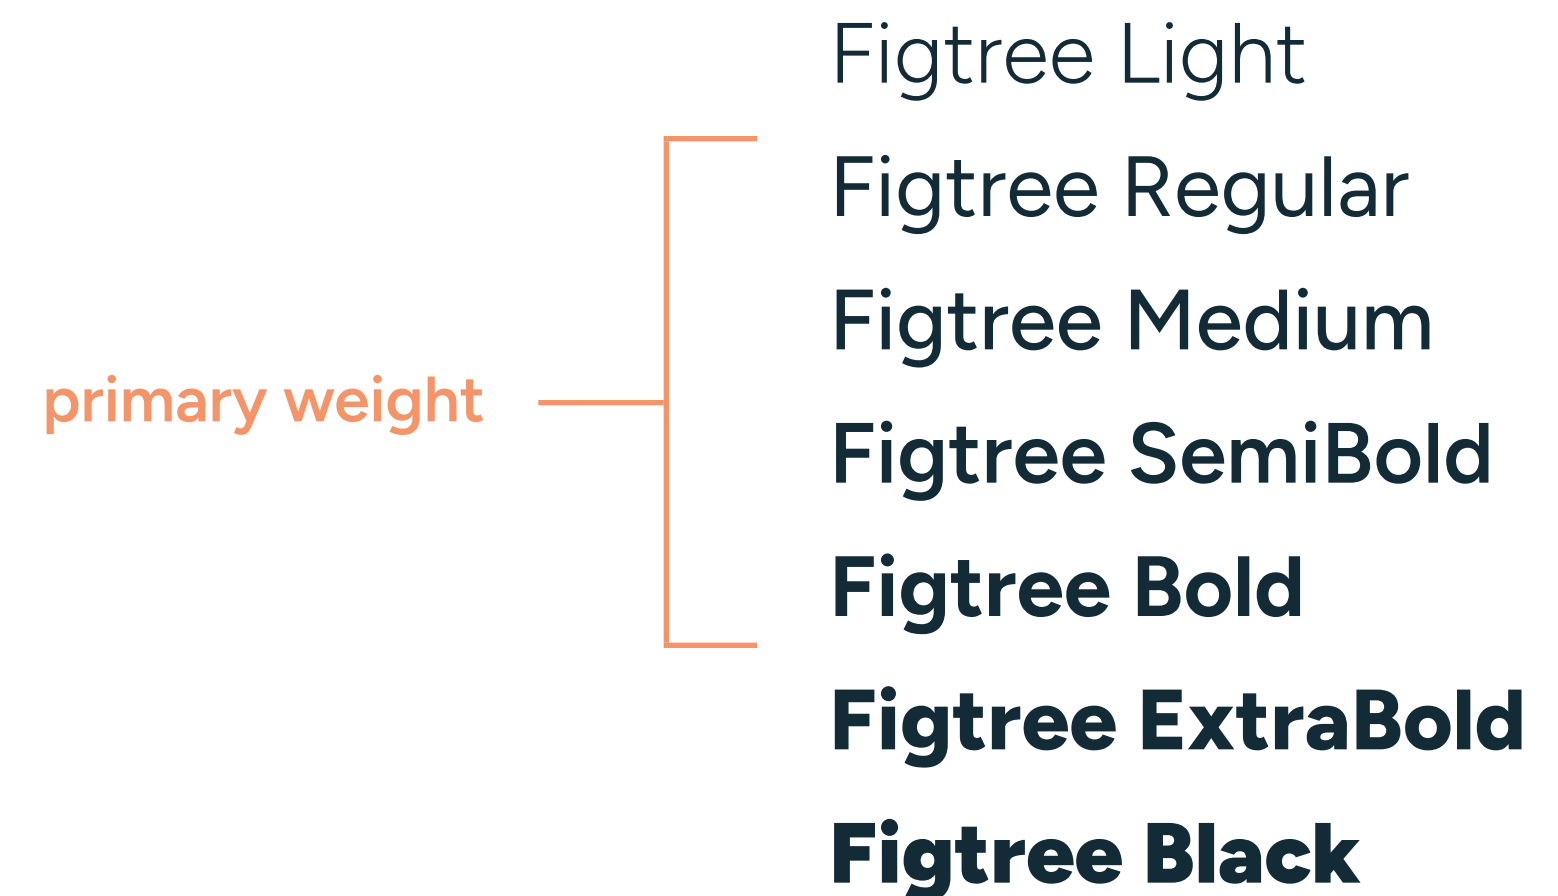 Figtree Light
Figtree Regular
Figtree Medium
primary weight
Figtree SemiBold
Figtree Bold
Figtree ExtraBold
Figtree Black